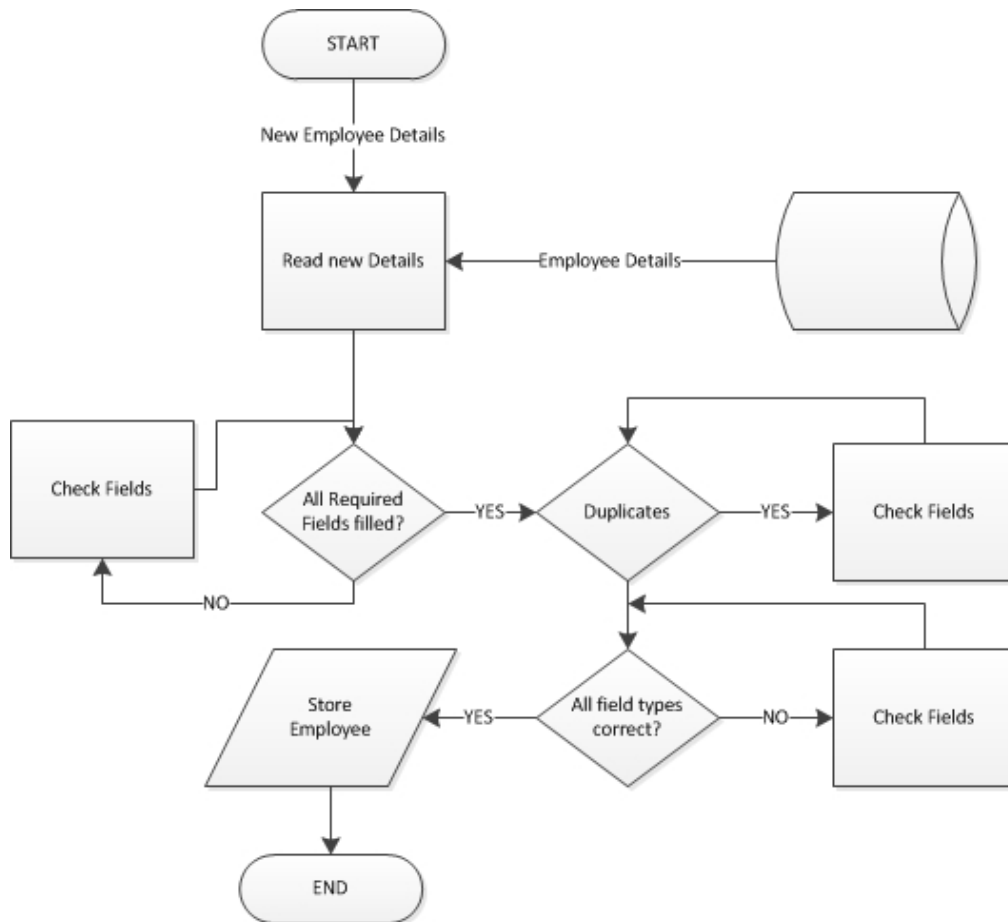 START
New Employee Details
Read new Details
Employee Details
Check Fields
All Required
Fields filled?
YES
Duplicates
YES
Check Fields
NO
Store
Employee
YES
All field types
correct?
NO
Check Fields
END